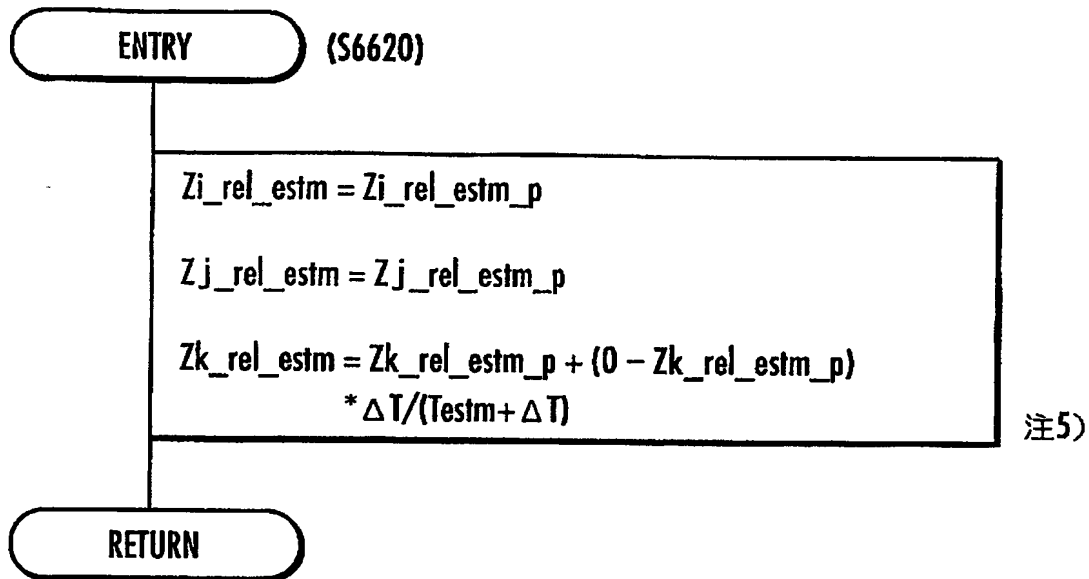 ENTRY (S6620)
Zi_rel_estm = Zi_rel_estm_p
Zj_rel_estm = Zj_rel_estm_p
Zk_rel_estm = Zk_rel_estm_p + (0 – Zk_rel_estm_p)
* ΔT/(Testm+ΔT)
注5)
RETURN